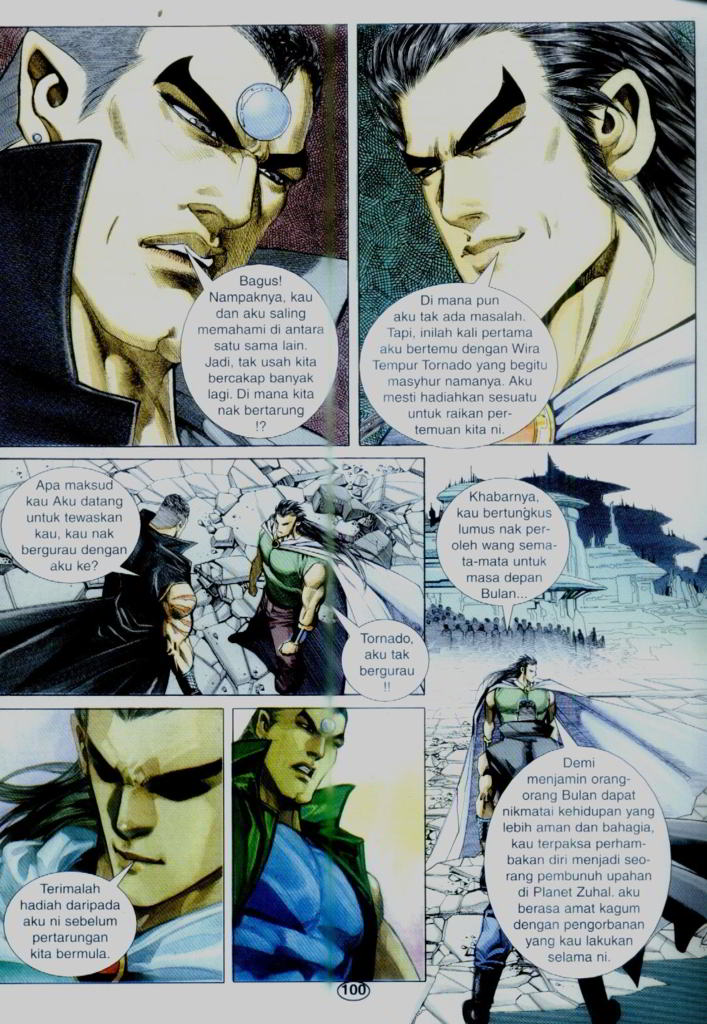 Bagus!
Nampaknya, kau
dan aku saling
memahami di antara
satu sama lain.
Jadi, tak usah kita
bercakap banyak
lagi. Di mana kita
nak bertarung
!?
Di mana pun
aku tak ada masalah.
Tapi, inilah kali pertama
aku bertemu dengan Wira
Tempur Tornado yang begitu
masyhur namanya. Aku
mesti hadiahkan sesuatu
untuk raikan per-
temuan kita ni.
Apa maksud
kau Aku datang
untuk tewaskan
kau, kau nak
bergurau dengan
aku ke?
Tornado,
aku tak
bergurau
!!
Khabarnya,
kau bertungkus
lumus nak per-
oleh wang sema-
ta-mata untuk
masa depan
Bulan...
Demi
menjamin orang-
orang Bulan dapat
nikmatai kehidupan yang
lebih aman dan bahagia,
kau terpaksa perham-
bakan diri menjadi seo-
rang pembunuh upahan
di Planet Zuhal. aku
berasa amat kagum
dengan pengorbanan
yang kau lakukan
selama ni.
Terimalah
hadiah daripada
aku ni sebelum
pertarungan
kita bermula.
100